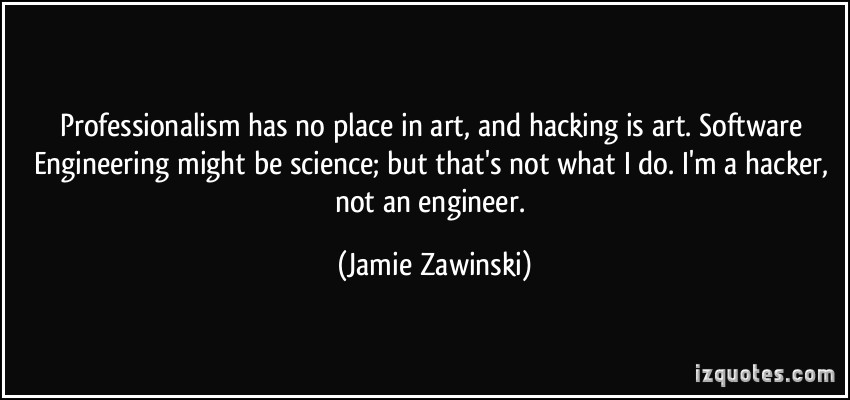 Professionalism has no place in art, and hacking is art. Software
Engineering might be science; but that's not what I do. I'm a hacker,
not an engineer.
(Jamie Zawinski)
izquotes.com